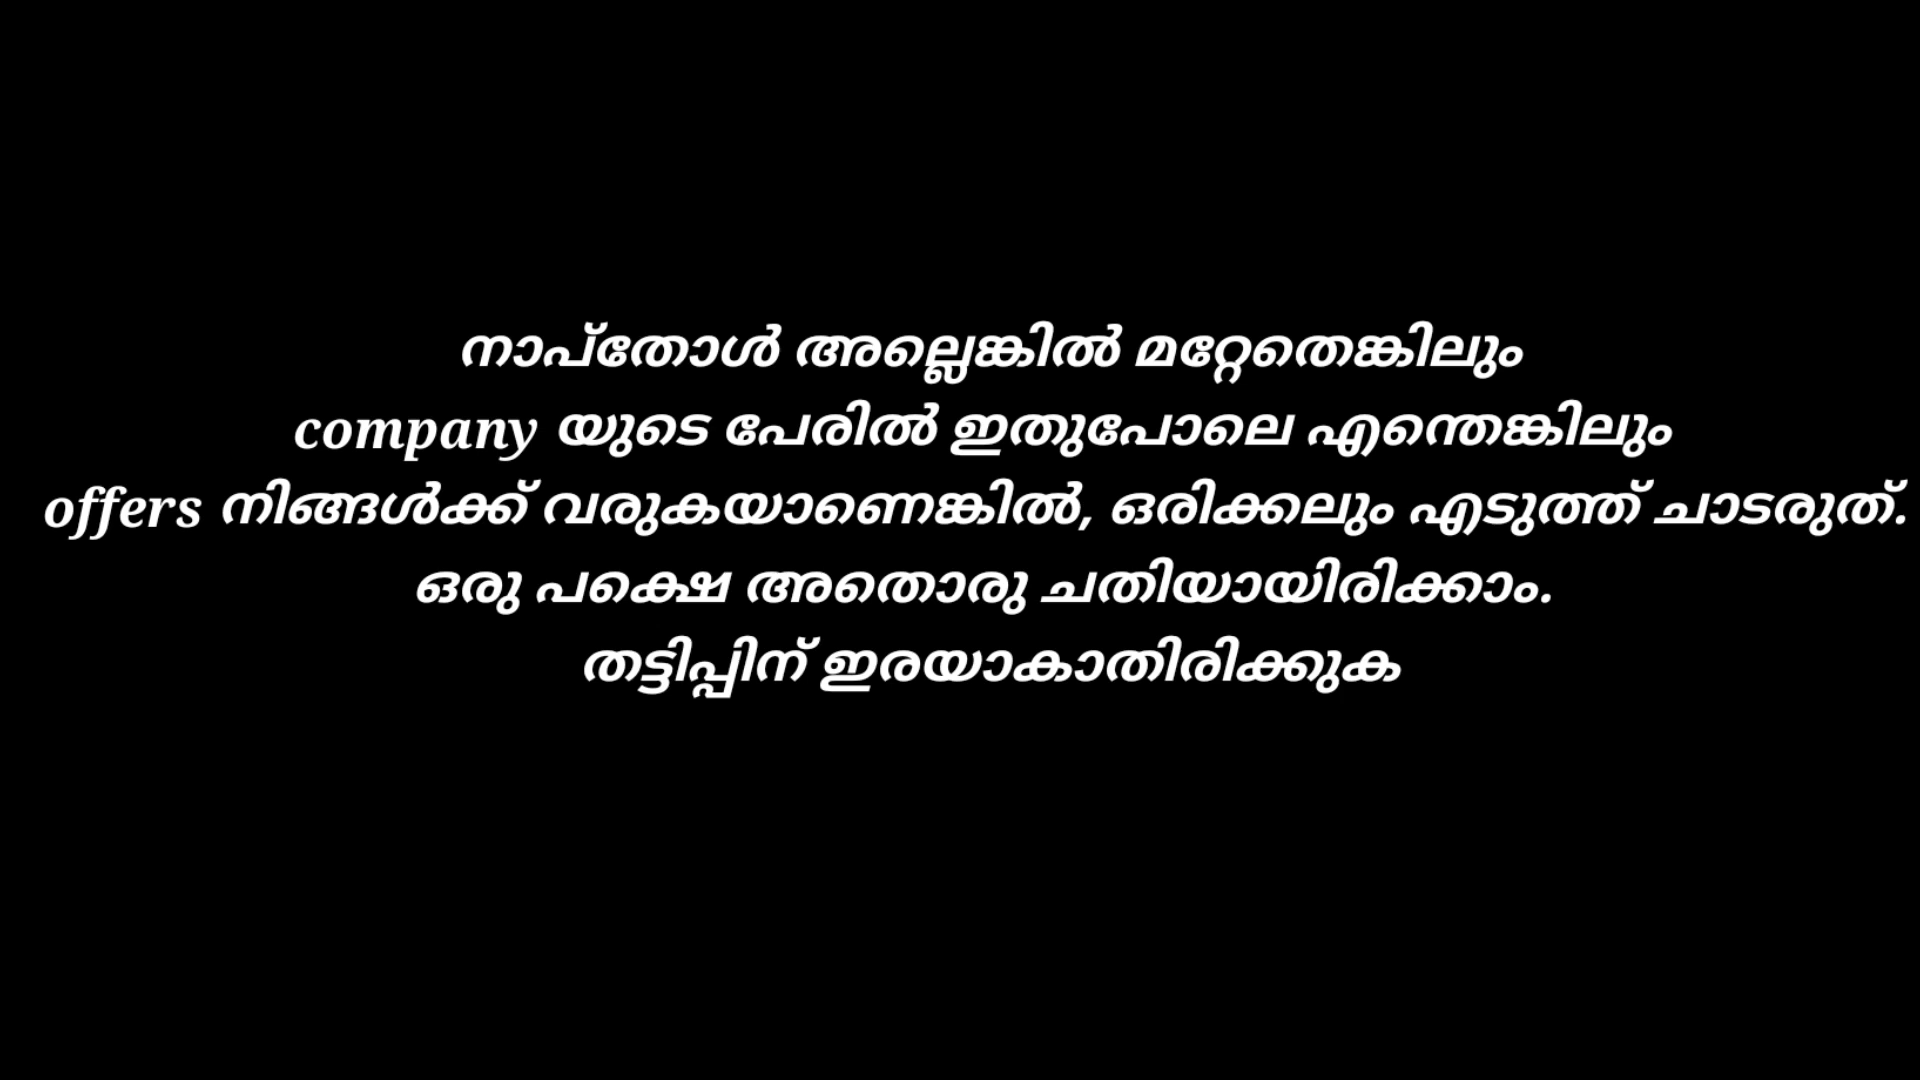 നാപ്തോൾ അല്ലെങ്കിൽ മറ്റേതെങ്കിലും
company യുടെ പേരിൽ ഇതുപോലെ എന്തെങ്കിലും
offers നിങ്ങൾക്ക് വരുകയാണെങ്കിൽ, ഒരിക്കലും എടുത്ത് ചാടരുത്.
ഒരു പക്ഷെ അതൊരു ചതിയായിരിക്കാം.
തട്ടിപ്പിന് ഇരയാകാതിരിക്കുക